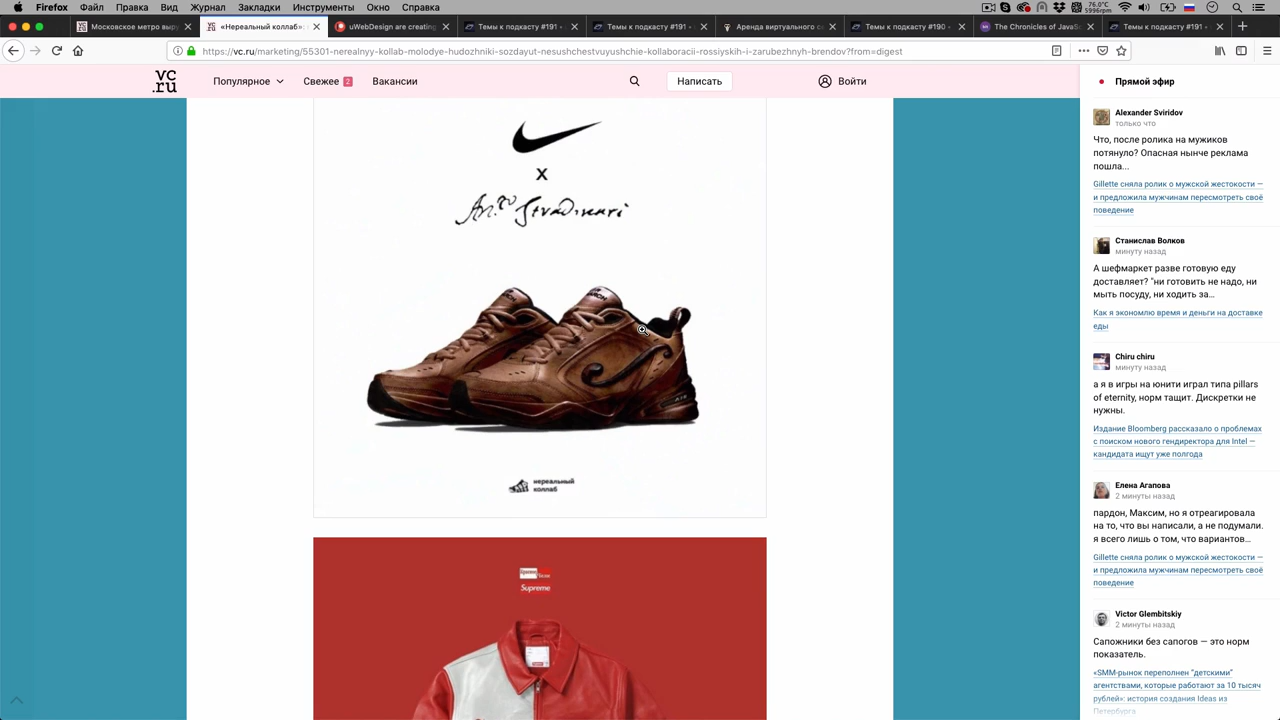 Firefox
Файл
Правка
Вид
Журнал
Закладки
Инструменты
Окно
Справка
76.0°C
5995rpm
Московское метро выру
«Нереальный коллаб»:
uWebDesign are creating
Темы к подкасту #191 -
Темы к подкасту #191 -
Аренда виртуального се
Темы к подкасту #190
The Chronicles of JavaSc
Темы к подкасту #191 -
https://vc.ru/marketing/55301-nerealnyy-kollab-molodye-hudozhniki-sozdayut-nesushchestvuyushchie-kollaboracii-rossiyskih-i-zarubezhnyh-brendov?from=digest
vc
.ru
Популярное
Свежее 2
Вакансии
Написать
Войти
Прямой эфир
x
нереальный
коллаб
Supreme
Alexander Sviridov
только что
Что, после ролика на мужиков
потянуло? Опасная нынче реклама
пошла...
Gillette сняла ролик о мужской жестокости —
и предложила мужчинам пересмотреть своё
поведение
Станислав Волков
минуту назад
А шефмаркет разве готовую еду
доставляет? "ни готовить не надо, ни
мыть посуду, ни ходить за…
Как я экономлю время и деньги на доставке
еды
Chiru chiru
минуту назад
а я в игры на юнити играл типа pillars
of eternity, норм тащит. Дискретки не
нужны.
Издание Bloomberg рассказало о проблемах
с поиском нового гендиректора для Intel —
кандидата ищут уже полгода
Елена Агапова
2 минуты назад
пардон, Максим, но я отреагировала
на то, что вы написали, а не подумали.
я всего лишь о том, что вариантов…
Gillette сняла ролик о мужской жестокости —
и предложила мужчинам пересмотреть своё
поведение
Victor Glembitskiy
2 минуты назад
Сапожники без сапогов — это норм
показатель.
«SMM-рынок переполнен "детскими"
агентствами, которые работают за 10 тысяч
рублей»: история создания Ideas из
Петербурга